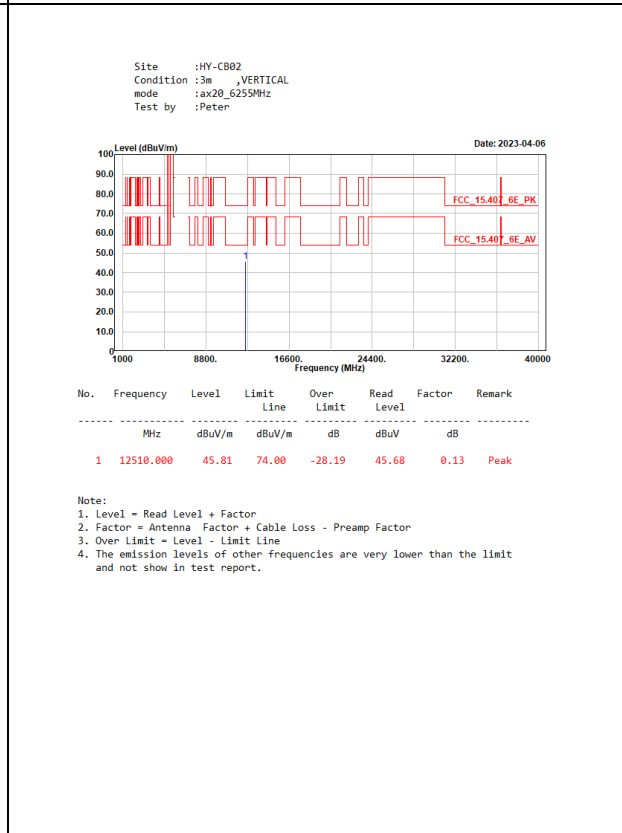 Site :HY-CB02
Condition :3m ,VERTICAL
mode :ax20_6255MHz
Test by :Peter
Level (dBuV/m)
Date: 2023-04-06
100
90.0
80.0
70.0
60.0
50.0
40.0
30.0
20.0
10.0
0
FCC_15.407_6E_PK
FCC_15.407_6E_AV
1
1000 8800. 16600. 24400. 32200. 40000
Frequency (MHz)
No. Frequency Level Limit Over Read Factor Remark
Line Limit Level
------ ----------- -------- --------- --------- --------- -------- ---------
MHz dBuV/m dBuV/m dB dBuV dB
1 12510.000 45.81 74.00 -28.19 45.68 0.13 Peak
Note:
1. Level = Read Level + Factor
2. Factor = Antenna Factor + Cable Loss - Preamp Factor
3. Over Limit = Level - Limit Line
4. The emission levels of other frequencies are very lower than the limit
and not show in test report.